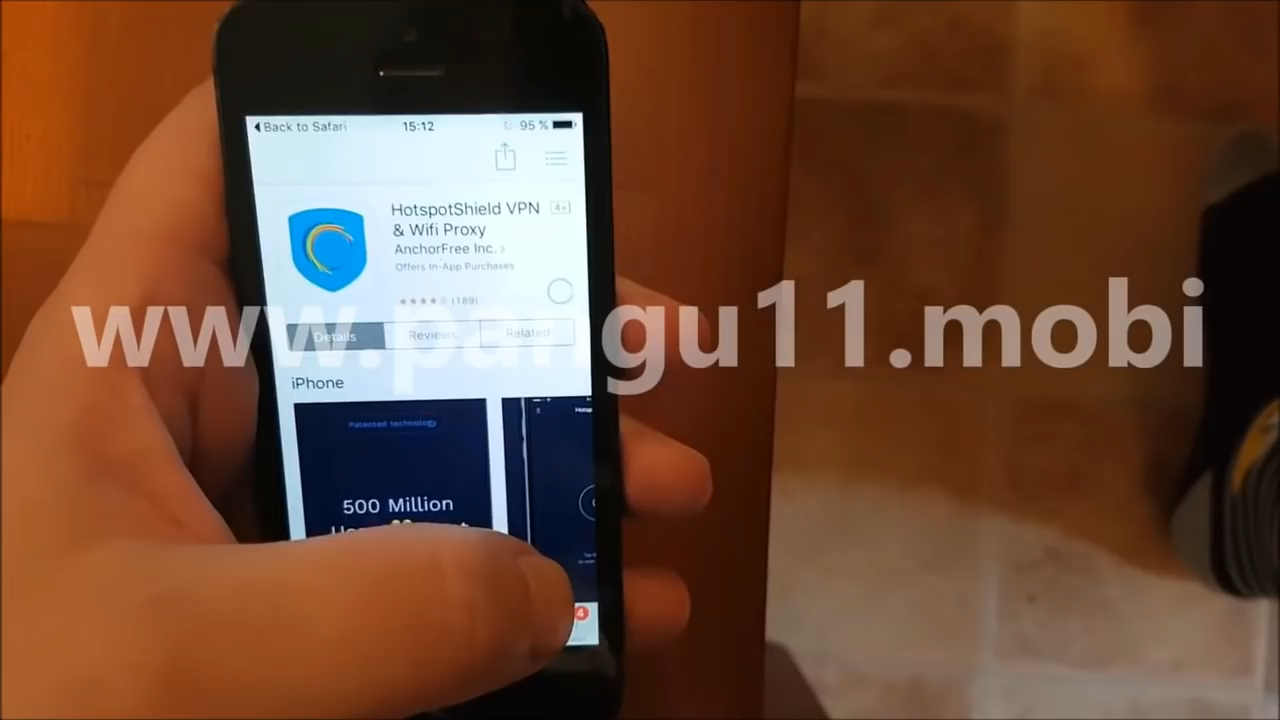 Back to Safari 15:12 95 %
HotspotShield VPN 4+
& Wifi Proxy
AnchorFree Inc. >
Offers In-App Purchases
★★★★☆ (189)
www.pangu11.mobi
Details Reviews Related
iPhone
Patented technology
500 Million
4